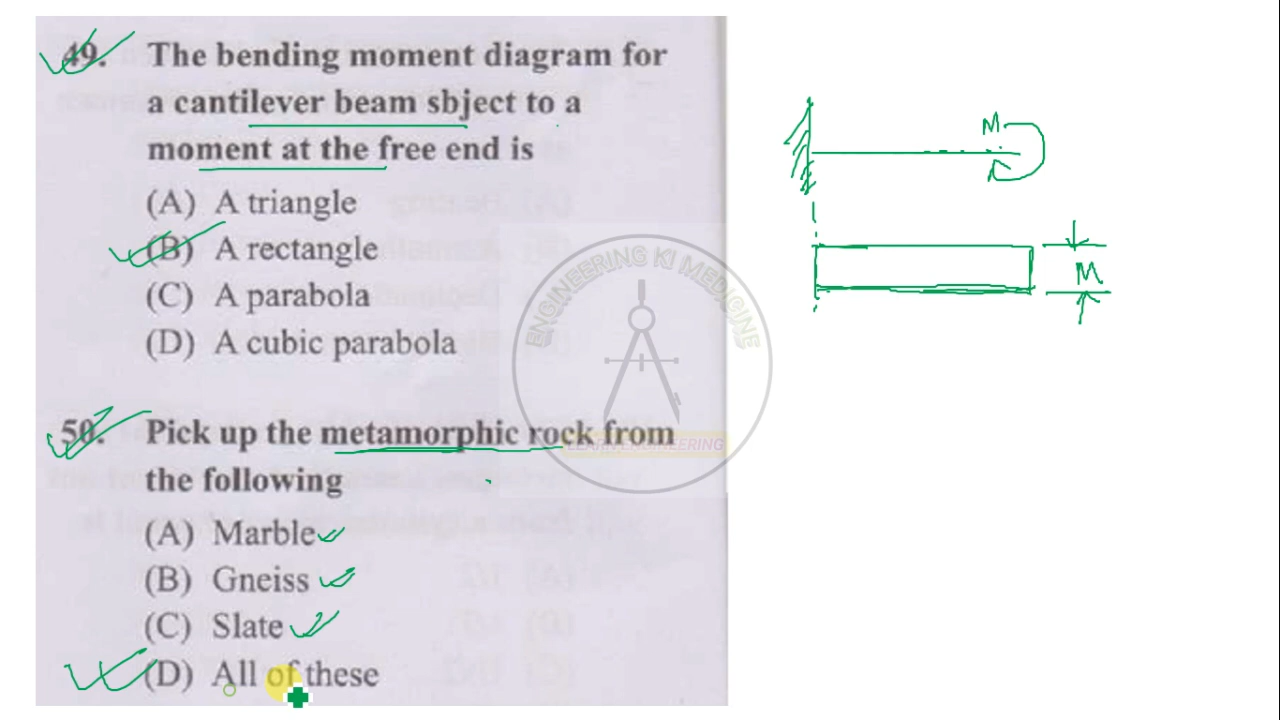 49. The bending moment diagram for
a cantilever beam sbject to a
moment at the free end is
(A) A triangle
(B) A rectangle
(C) A parabola
(D) A cubic parabola
50. Pick up the metamorphic rock from
the following
(A) Marble
(B) Gneiss
(C) Slate
(D) All of these
M
M
ENGINEERING KI MEDICINE
LEARN ENGINEERING